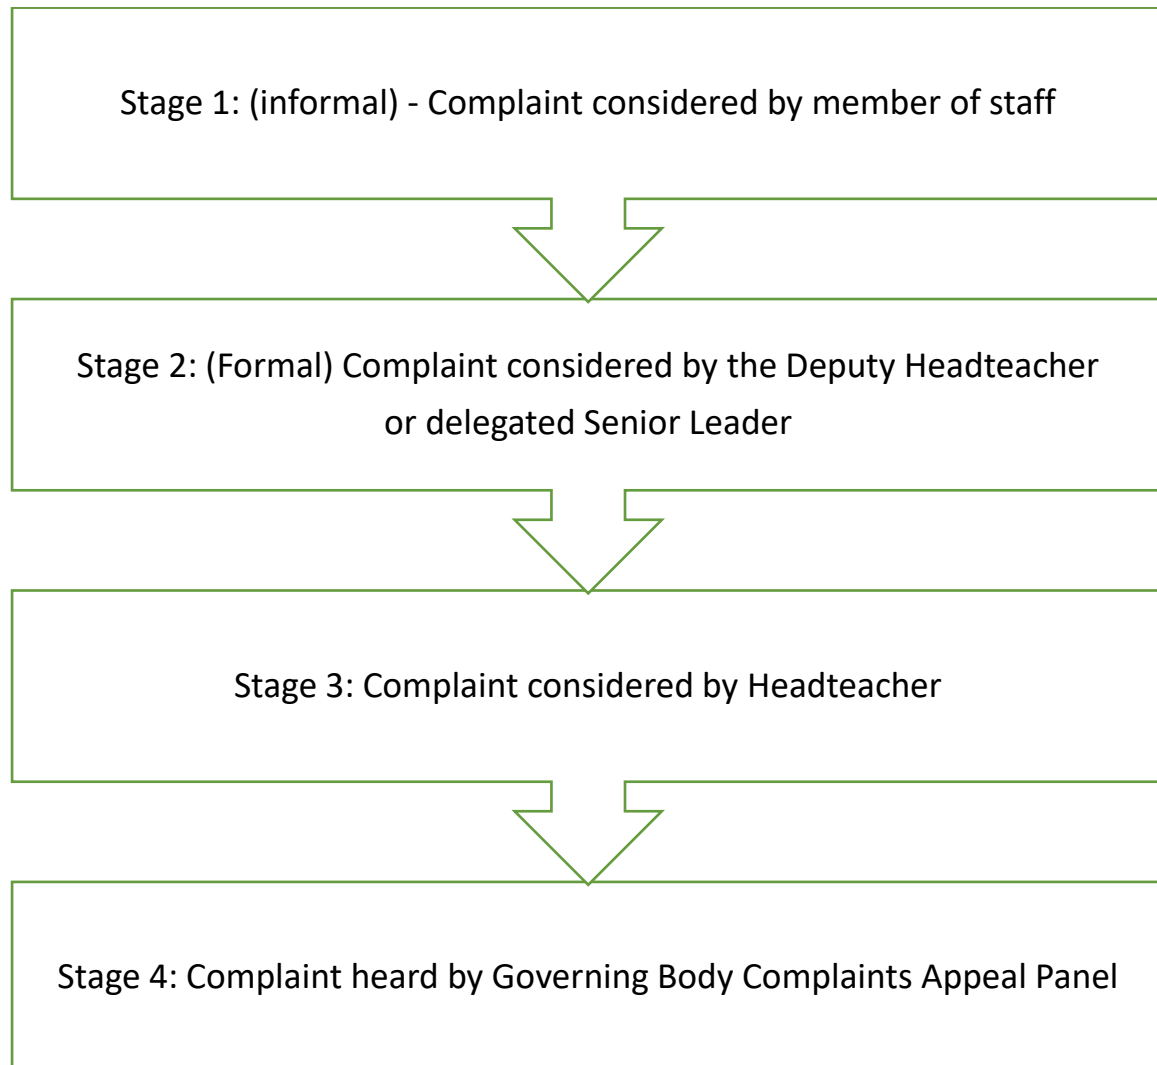 Stage 1: (informal) - Complaint considered by member of staff
Stage 2: (Formal) Complaint considered by the Deputy Headteacher
or delegated Senior Leader
Stage 3: Complaint considered by Headteacher
Stage 4: Complaint heard by Governing Body Complaints Appeal Panel